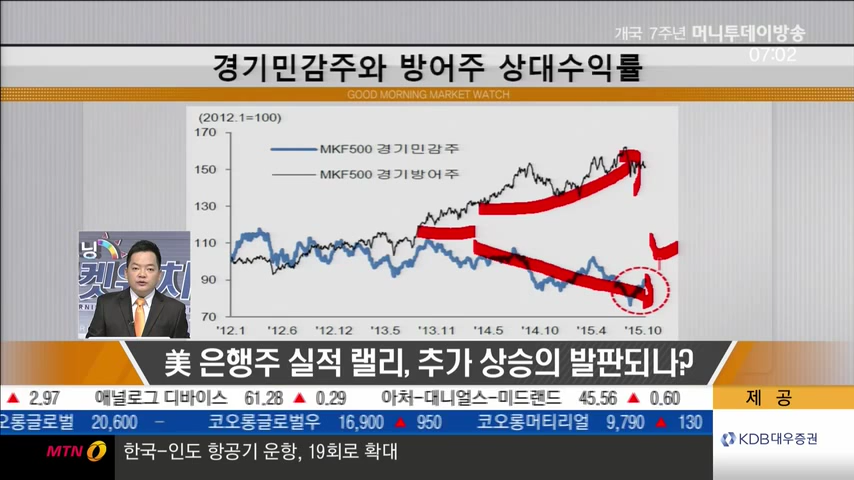 개국 7주년 머니투데이방송
07:02
경기민감주와 방어주 상대수익률
GOOD MORNING MARKET WATCH
(2012.1=100)
170
150
130
110
90
70
MKF500 경기민감주
MKF500 경기방어주
'12.1 '12.6 '12.12 '13.5 '13.11 '14.5 '14.10 '15.4 '15.10
닝
켓워치
美 은행주 실적 랠리, 추가 상승의 발판되나?
▲ 2.97 애널로그 디바이스 61.28 ▲ 0.29 아처-대니얼스-미드랜드 45.56 ▲ 0.60
제 공
오롱글로벌 20,600 - 코오롱글로벌우 16,900 ▲ 950 코오롱머티리얼 9,790 ▲ 130
KDB대우증권
MTN 한국-인도 항공기 운항, 19회로 확대